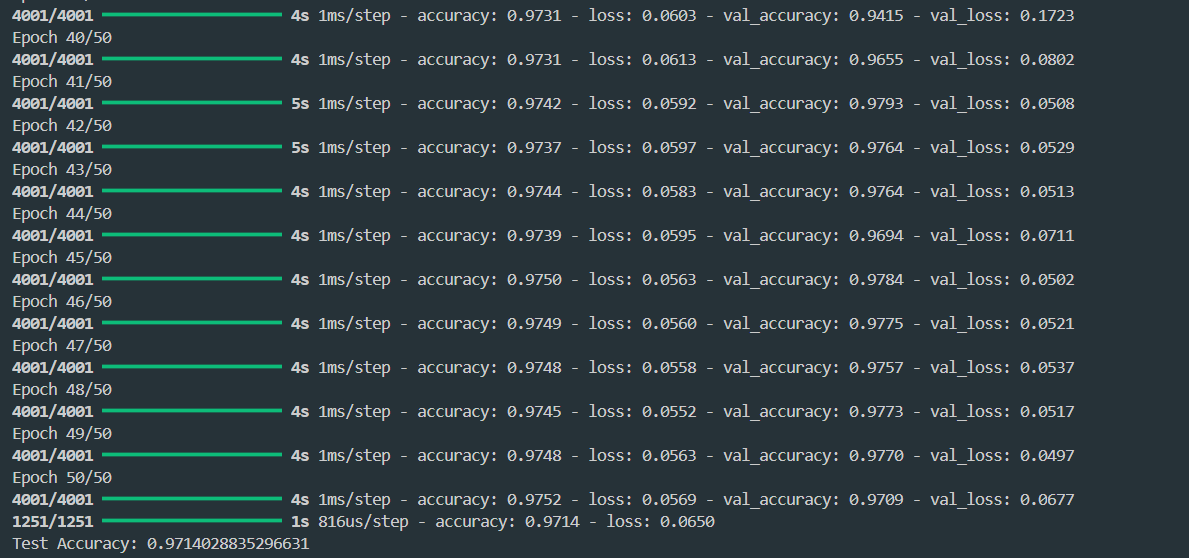 4001/4001 4s 1ms/step - accuracy: 0.9731 - loss: 0.0603 - val_accuracy: 0.9415 - val_loss: 0.1723
Epoch 40/50
4001/4001 4s 1ms/step - accuracy: 0.9731 - loss: 0.0613 - val_accuracy: 0.9655 - val_loss: 0.0802
Epoch 41/50
4001/4001 5s 1ms/step - accuracy: 0.9742 - loss: 0.0592 - val_accuracy: 0.9793 - val_loss: 0.0508
Epoch 42/50
4001/4001 5s 1ms/step - accuracy: 0.9737 - loss: 0.0597 - val_accuracy: 0.9764 - val_loss: 0.0529
Epoch 43/50
4001/4001 4s 1ms/step - accuracy: 0.9744 - loss: 0.0583 - val_accuracy: 0.9764 - val_loss: 0.0513
Epoch 44/50
4001/4001 4s 1ms/step - accuracy: 0.9739 - loss: 0.0595 - val_accuracy: 0.9694 - val_loss: 0.0711
Epoch 45/50
4001/4001 4s 1ms/step - accuracy: 0.9750 - loss: 0.0563 - val_accuracy: 0.9784 - val_loss: 0.0502
Epoch 46/50
4001/4001 4s 1ms/step - accuracy: 0.9749 - loss: 0.0560 - val_accuracy: 0.9775 - val_loss: 0.0521
Epoch 47/50
4001/4001 4s 1ms/step - accuracy: 0.9748 - loss: 0.0558 - val_accuracy: 0.9757 - val_loss: 0.0537
Epoch 48/50
4001/4001 4s 1ms/step - accuracy: 0.9745 - loss: 0.0552 - val_accuracy: 0.9773 - val_loss: 0.0517
Epoch 49/50
4001/4001 4s 1ms/step - accuracy: 0.9748 - loss: 0.0563 - val_accuracy: 0.9770 - val_loss: 0.0497
Epoch 50/50
4001/4001 4s 1ms/step - accuracy: 0.9752 - loss: 0.0569 - val_accuracy: 0.9709 - val_loss: 0.0677
1251/1251 1s 816us/step - accuracy: 0.9714 - loss: 0.0650
Test Accuracy: 0.9714028835296631